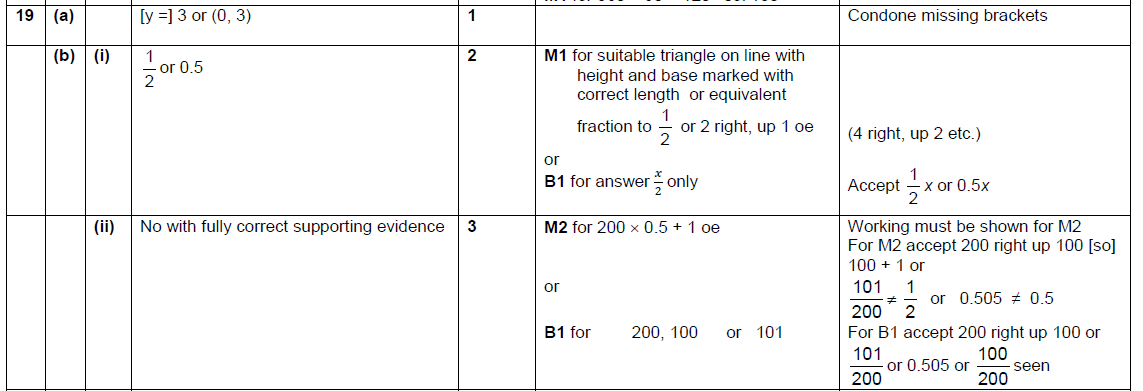 19 (a) [y =] 3 or (0, 3) 1 Condone missing brackets
(b) (i) 1/2 or 0.5 2 M1 for suitable triangle on line with
height and base marked with
correct length or equivalent
fraction to 1/2 or 2 right, up 1 oe
(4 right, up 2 etc.)
or
B1 for answer x/2 only
Accept 1/2 x or 0.5x
(ii) No with fully correct supporting evidence 3 M2 for 200 × 0.5 + 1 oe
Working must be shown for M2
For M2 accept 200 right up 100 [so]
100 + 1 or
or
101/200 ≠ 1/2 or 0.505 ≠ 0.5
B1 for 200, 100 or 101
For B1 accept 200 right up 100 or
101/200 or 0.505 or 100/200 seen